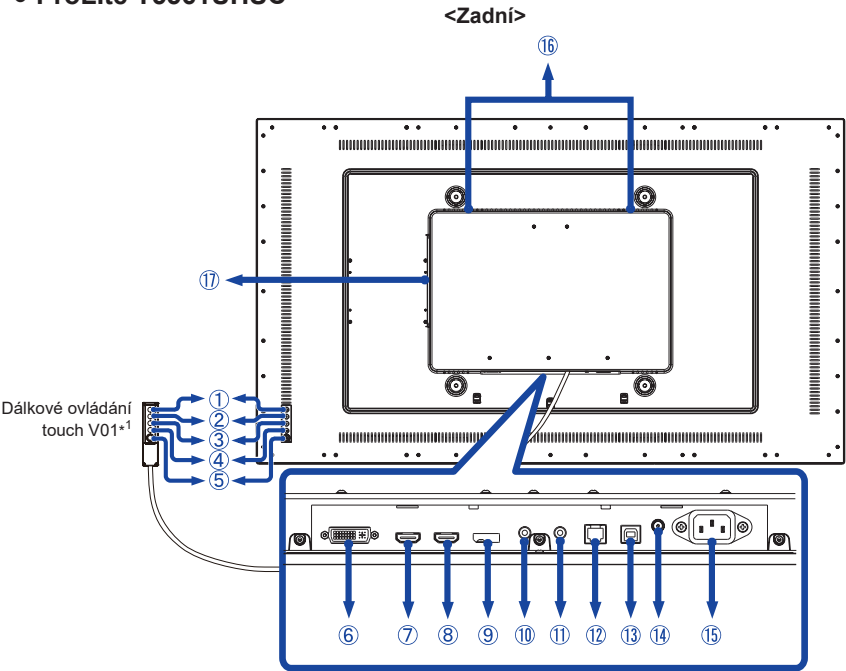 <Zadní>
⑯
⑰
Dálkové ovládání
touch V01*1
①
②
③
④
⑤
⑥ ⑦ ⑧ ⑨ ⑩ ⑪ ⑫ ⑬ ⑭ ⑮